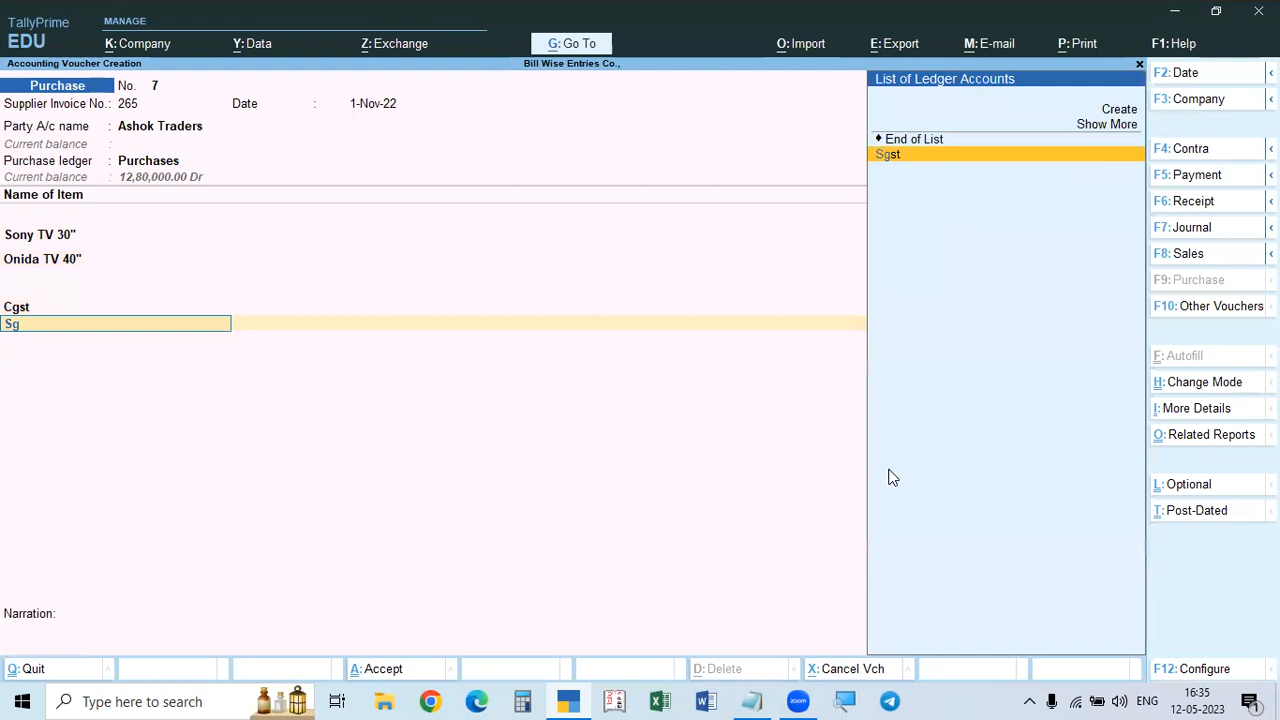 TallyPrime
EDU
MANAGE
K: Company
Y: Data
Z: Exchange
G: Go To
O: Import
E: Export
M: E-mail
P: Print
F1: Help
Accounting Voucher Creation
Bill Wise Entries Co.,
×
Purchase No. 7
Supplier Invoice No.: 265 Date : 1-Nov-22
Party A/c name : Ashok Traders
Current balance :
Purchase ledger : Purchases
Current balance : 12,80,000.00 Dr
Name of Item
Sony TV 30"
Onida TV 40"
Cgst
Sg
Narration:
List of Ledger Accounts
Create
Show More
♦ End of List
Sgst
F2: Date
F3: Company
F4: Contra
F5: Payment
F6: Receipt
F7: Journal
F8: Sales
F9: Purchase
F10: Other Vouchers
F: Autofill
H: Change Mode
I: More Details
O: Related Reports
L: Optional
T: Post-Dated
F12: Configure
Q: Quit
A: Accept
D: Delete
X: Cancel Vch
Type here to search
zoom
ENG
16:35
12-05-2023
1